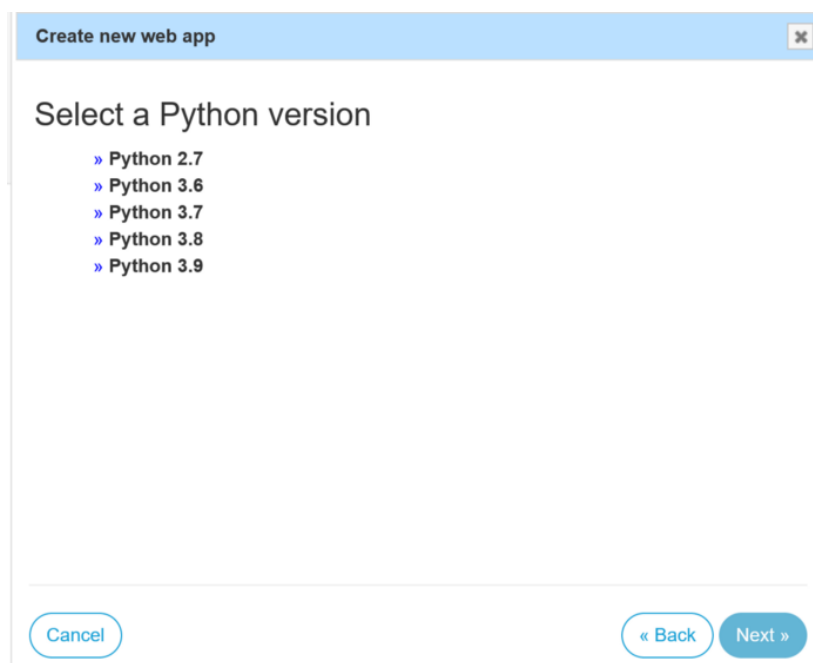 Create new web app
Select a Python version
» Python 2.7
» Python 3.6
» Python 3.7
» Python 3.8
» Python 3.9
Cancel
« Back
Next »